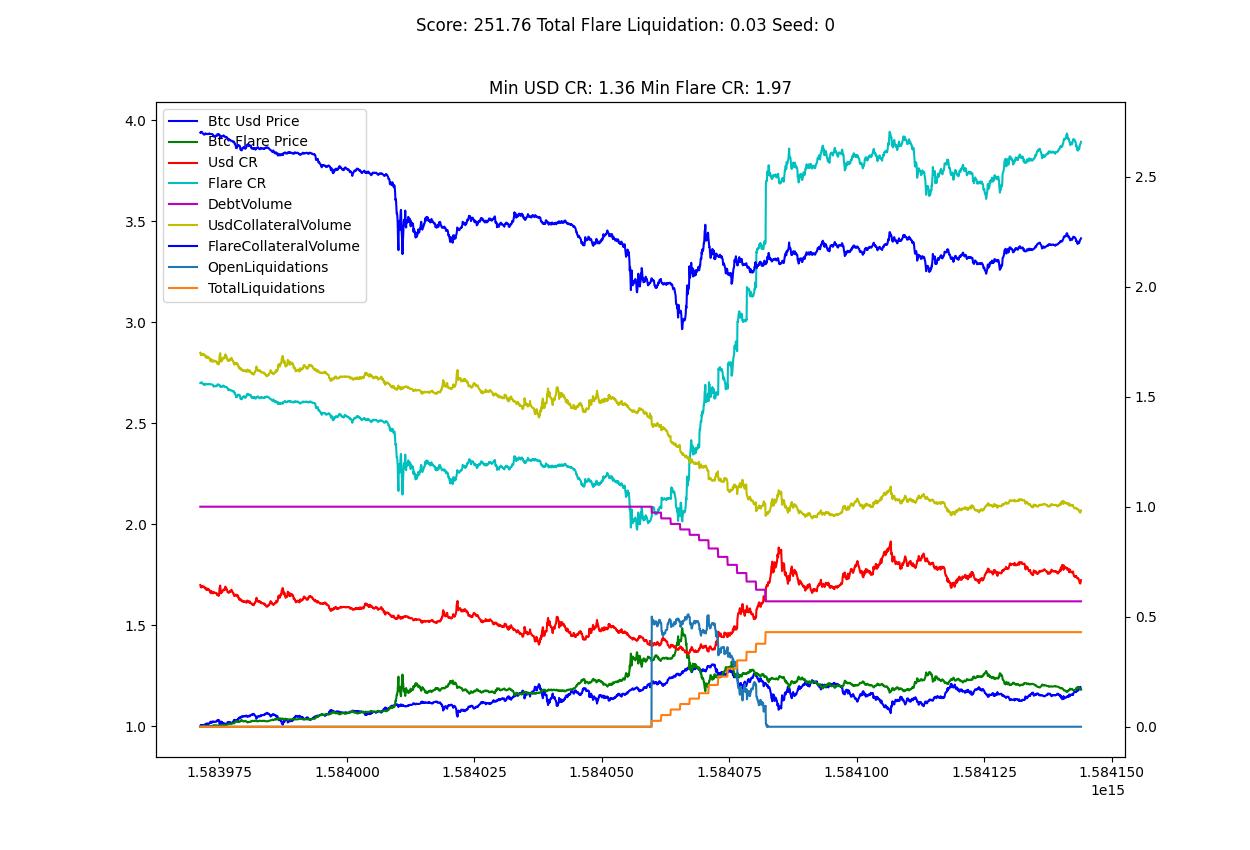 Score: 251.76 Total Flare Liquidation: 0.03 Seed: 0
Min USD CR: 1.36 Min Flare CR: 1.97
Btc Usd Price
Btc Flare Price
Usd CR
Flare CR
DebtVolume
UsdCollateralVolume
FlareCollateralVolume
OpenLiquidations
TotalLiquidations
4.0
3.5
3.0
2.5
2.0
1.5
1.0
2.5
2.0
1.5
1.0
0.5
0.0
1.583975 1.584000 1.584025 1.584050 1.584075 1.584100 1.584125 1.584150
1e15